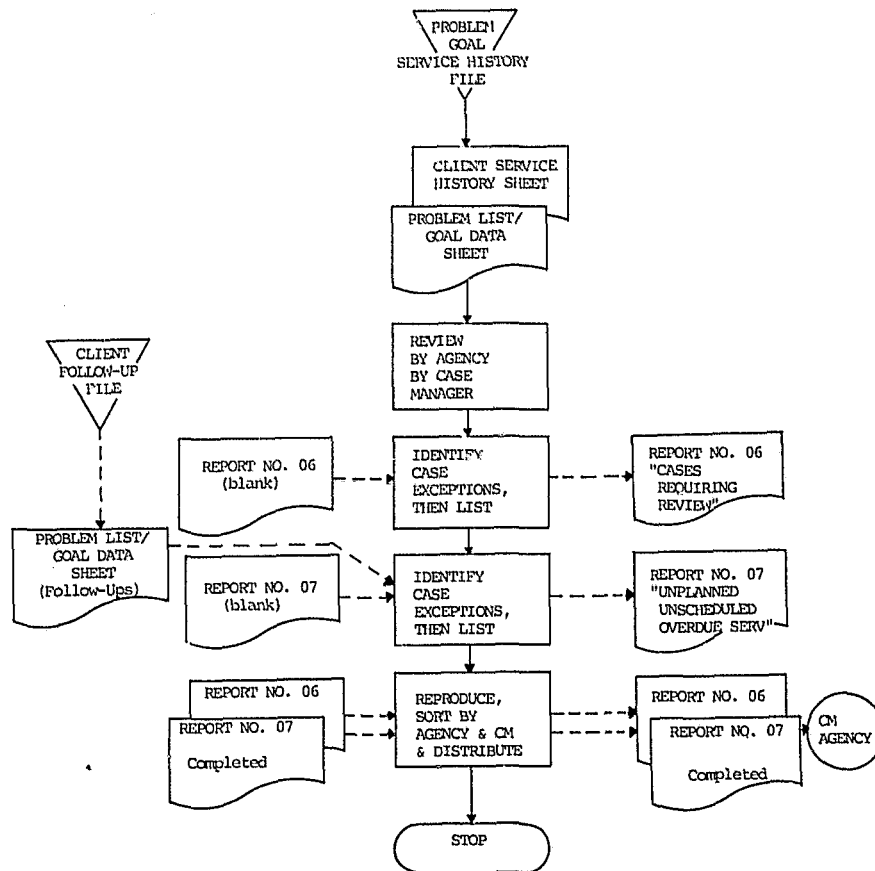 PROBLEM
GOAL
SERVICE HISTORY
FILE
CLIENT SERVICE
HISTORY SHEET
PROBLEM LIST/
GOAL DATA
SHEET
REVIEW
BY AGENCY
BY CASE
MANAGER
CLIENT
FOLLOW-UP
FILE
REPORT NO. 06
(blank)
IDENTIFY
CASE
EXCEPTIONS,
THEN LIST
REPORT NO. 06
"CASES
REQUIRING
REVIEW"
PROBLEM LIST/
GOAL DATA
SHEET
(Follow-Ups)
REPORT NO. 07
(blank)
IDENTIFY
CASE
EXCEPTIONS,
THEN LIST
REPORT NO. 07
"UNPLANNED
UNSCHEDULED
OVERDUE SERV"
REPORT NO. 06
REPORT NO. 07
Completed
REPRODUCE,
SORT BY
AGENCY & CM
& DISTRIBUTE
REPORT NO. 06
REPORT NO. 07
Completed
CM
AGENCY
STOP